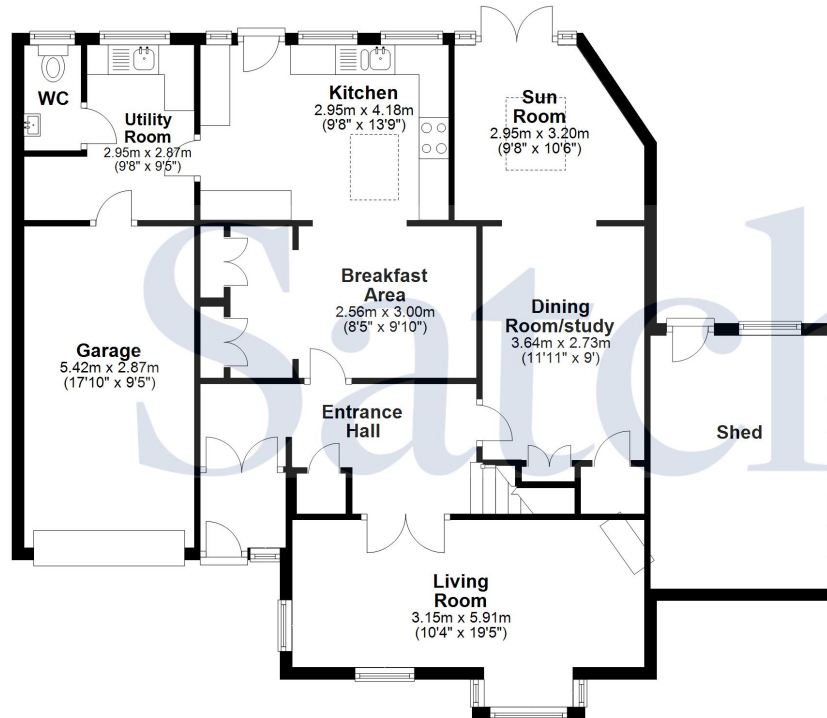 WC
Utility
Room
2.95m x 2.87m
(9'8" x 9'5")
Kitchen
2.95m x 4.18m
(9'8" x 13'9")
Sun
Room
2.95m x 3.20m
(9'8" x 10'6")
Garage
5.42m x 2.87m
(17'10" x 9'5")
Breakfast
Area
2.56m x 3.00m
(8'5" x 9'10")
Dining
Room/study
3.64m x 2.73m
(11'11" x 9')
Entrance
Hall
Shed
Living
Room
3.15m x 5.91m
(10'4" x 19'5")
Satch